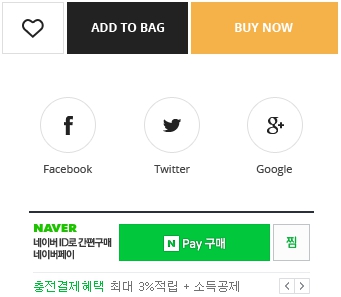 ADD TO BAG
BUY NOW
Facebook
Twitter
Google
NAVER
네이버 ID로 간편구매
네이버페이
N Pay 구매
찜
충전결제혜택 최대 3%적립 + 소득공제